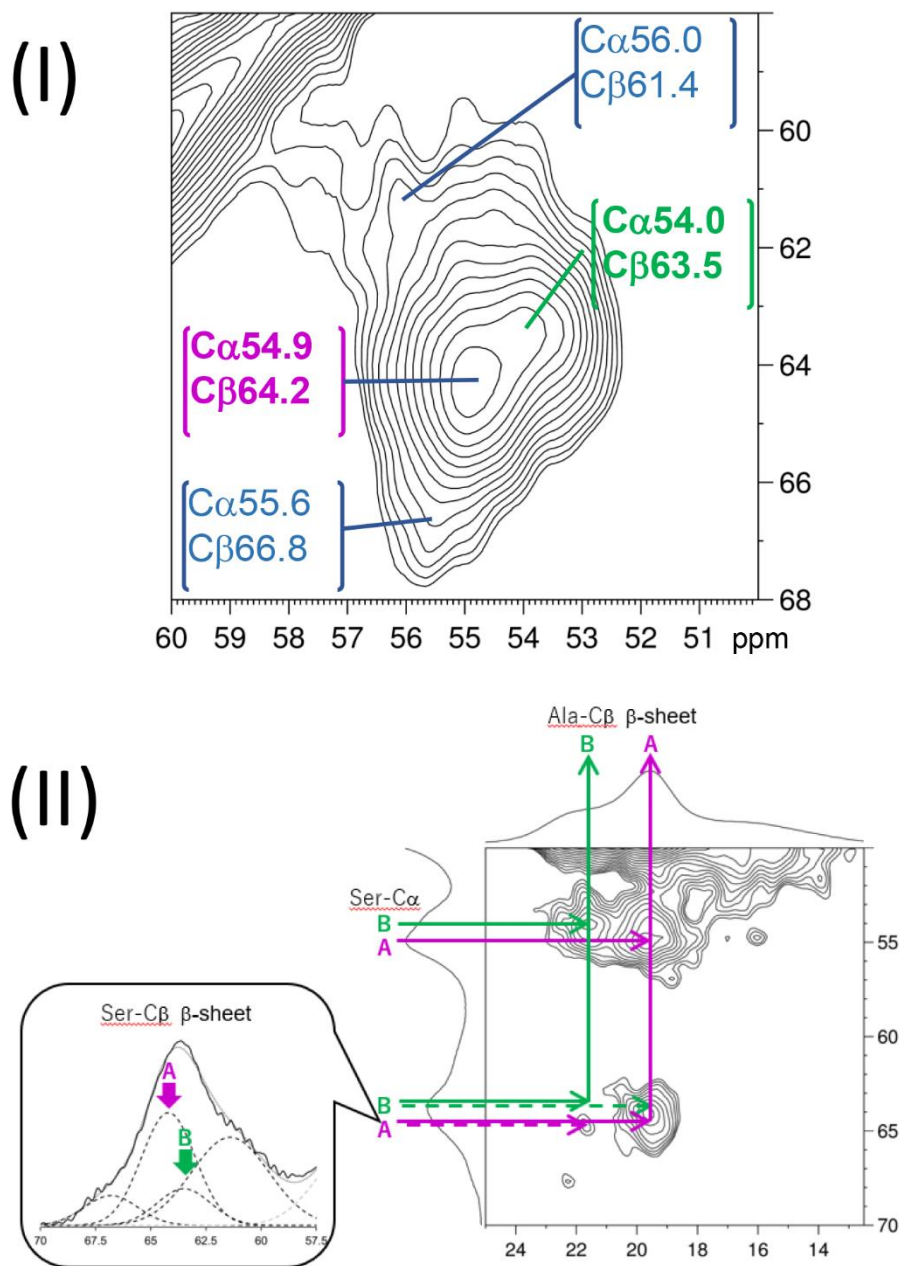 (I)
Cα56.0
Cβ61.4
60
Cα54.0
Cβ63.5
62
Cα54.9
Cβ64.2
64
Cα55.6
Cβ66.8
66
68
60 59 58 57 56 55 54 53 52 51 ppm
(II)
Ala-Cβ β-sheet
B A
Ser-Cα
B
A
55
60
Ser-Cβ β-sheet
A
B
B
A
65
70 67.5 65 62.5 60 57.5
70
24 22 20 18 16 14